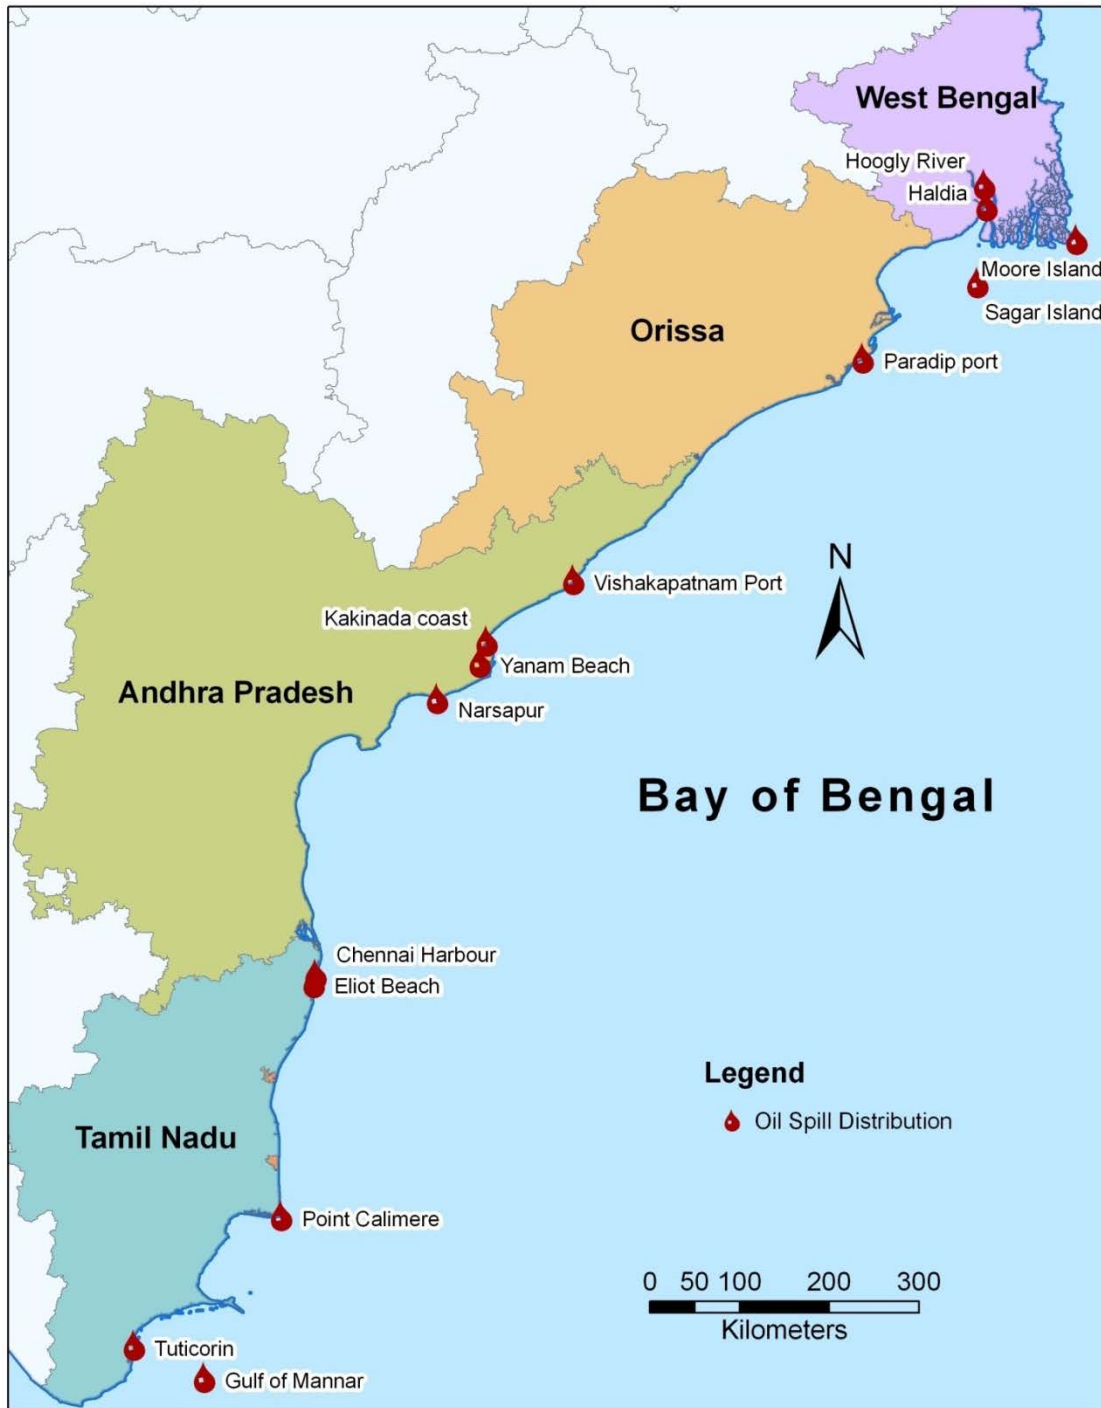 West Bengal
Hoogly River
Haldia
Moore Island
Sagar Island
Orissa
Paradip port
N
Vishakapatnam Port
Kakinada coast
Yanam Beach
Andhra Pradesh
Narsapur
Bay of Bengal
Chennai Harbour
Eliot Beach
Legend
Oil Spill Distribution
Tamil Nadu
Point Calimere
0 50 100 200 300
Kilometers
Tuticorin
Gulf of Mannar